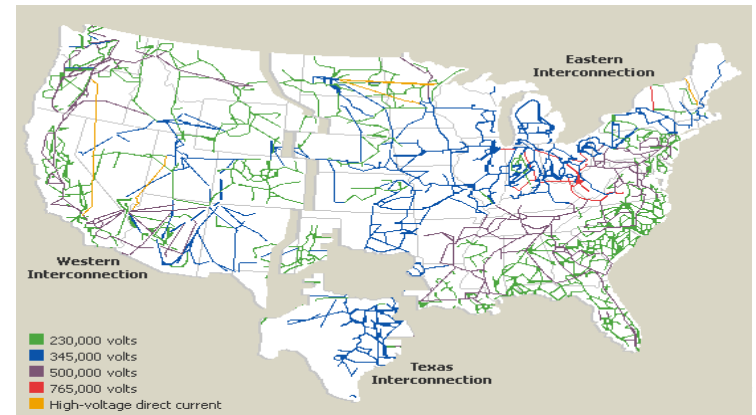 Eastern
Interconnection
Western
Interconnection
Texas
Interconnection
230,000 volts
345,000 volts
500,000 volts
765,000 volts
High-voltage direct current